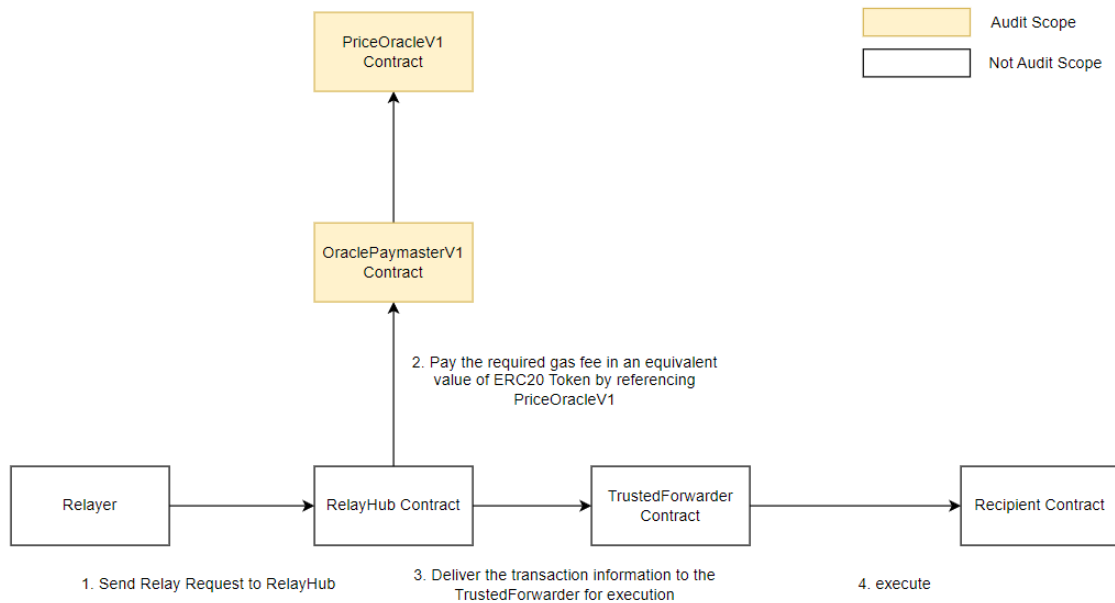 PriceOracleV1
Contract
Audit Scope
Not Audit Scope
OraclePaymasterV1
Contract
2. Pay the required gas fee in an equivalent
value of ERC20 Token by referencing
PriceOracleV1
Relayer
RelayHub Contract
TrustedForwarder
Contract
Recipient Contract
1. Send Relay Request to RelayHub
3. Deliver the transaction information to the
TrustedForwarder for execution
4. execute